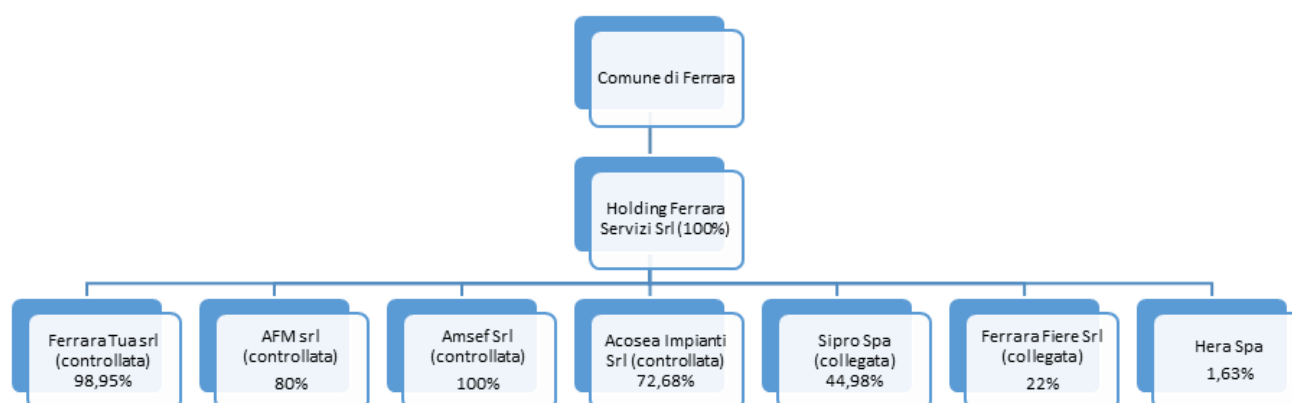 Comune di Ferrara
Holding Ferrara
Servizi Srl (100%)
Ferrara Tua srl
(controllata)
98,95%
AFM srl
(controllata)
80%
Amsef Srl
(controllata)
100%
Acosea Impianti
Srl (controllata)
72,68%
Sipro Spa
(collegata)
44,98%
Ferrara Fiere Srl
(collegata)
22%
Hera Spa
1,63%